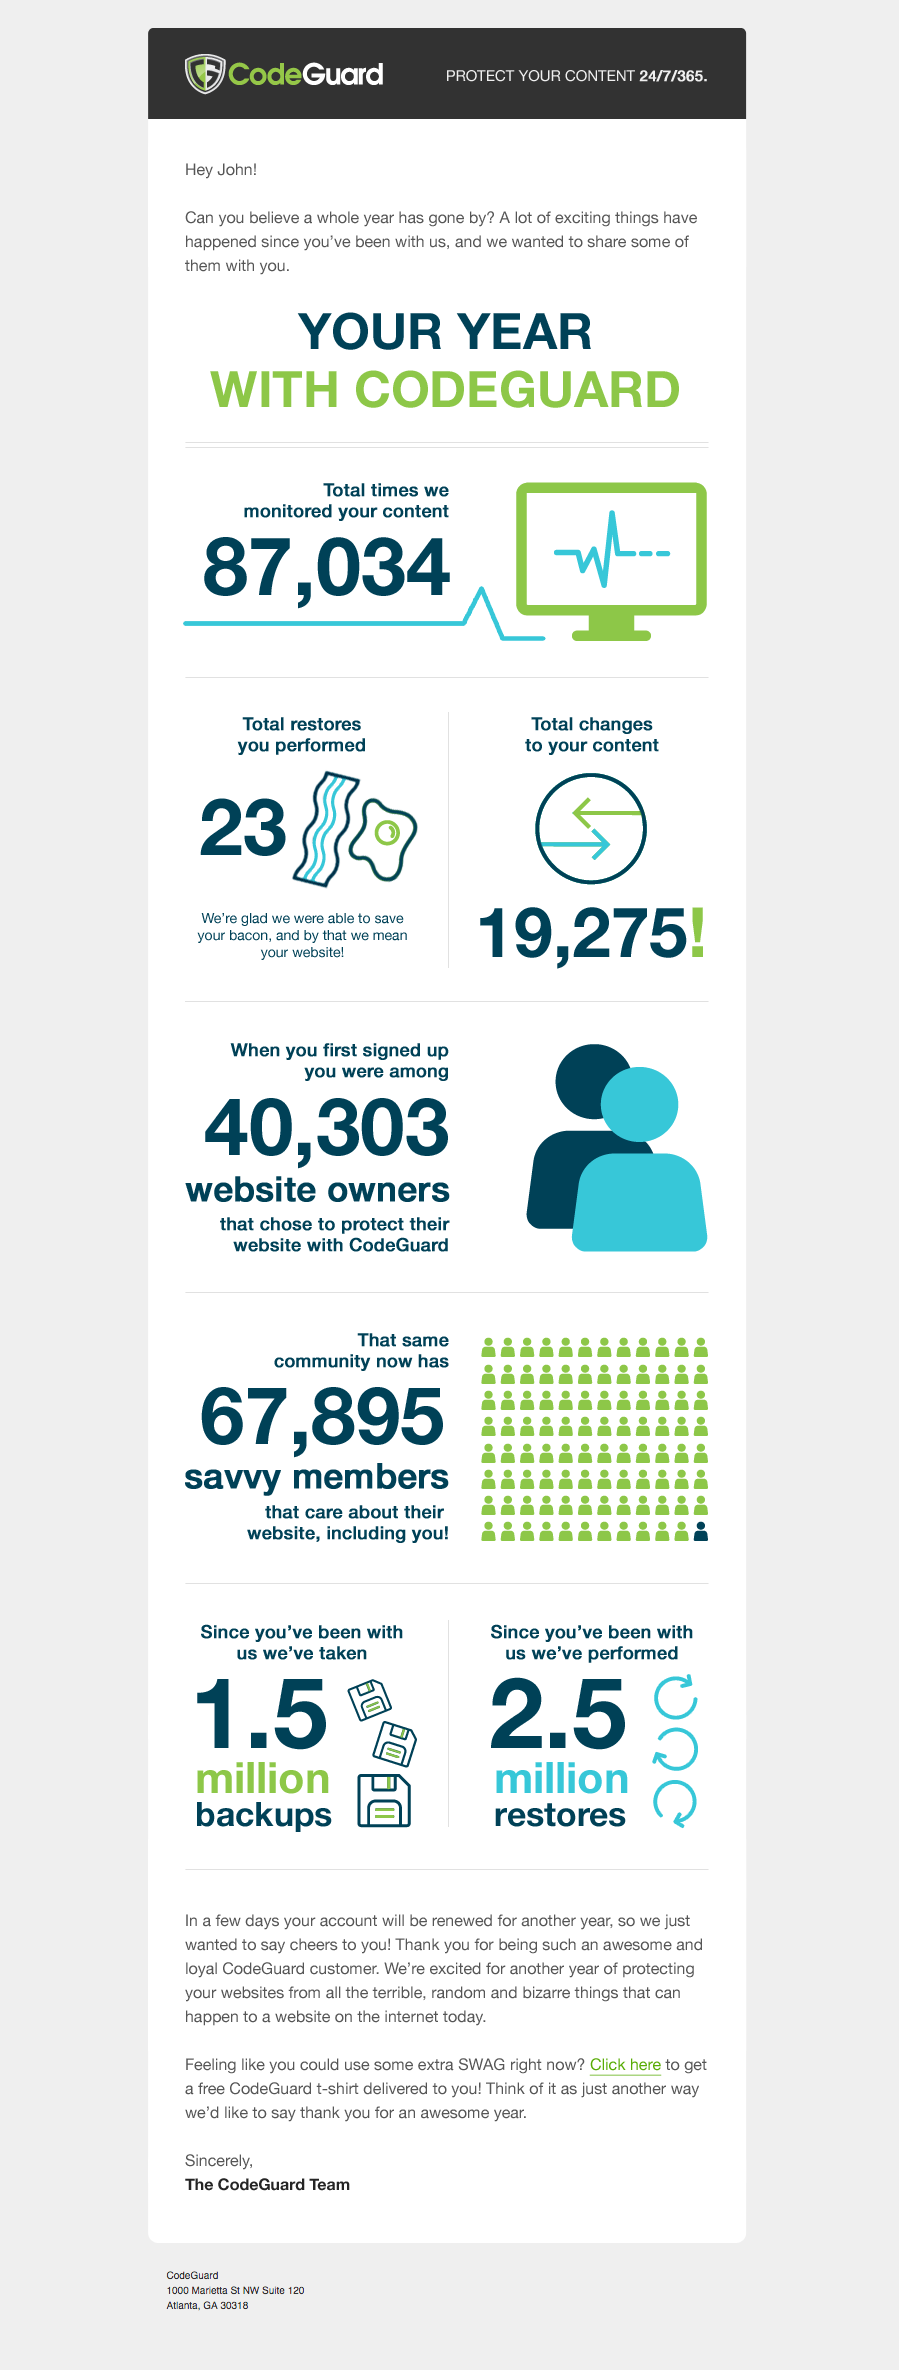 CodeGuard
PROTECT YOUR CONTENT 24/7/365.
Hey John!
Can you believe a whole year has gone by? A lot of exciting things have
happened since you’ve been with us, and we wanted to share some of
them with you.
YOUR YEAR
WITH CODEGUARD
Total times we
monitored your content
87,034
Total restores
you performed
23
We’re glad we were able to save
your bacon, and by that we mean
your website!
Total changes
to your content
19,275!
When you first signed up
you were among
40,303
website owners
that chose to protect their
website with CodeGuard
That same
community now has
67,895
savvy members
that care about their
website, including you!
Since you’ve been with
us we’ve taken
1.5
million
backups
Since you’ve been with
us we’ve performed
2.5
million
restores
In a few days your account will be renewed for another year, so we just
wanted to say cheers to you! Thank you for being such an awesome and
loyal CodeGuard customer. We’re excited for another year of protecting
your websites from all the terrible, random and bizarre things that can
happen to a website on the internet today.
Feeling like you could use some extra SWAG right now? Click here to get
a free CodeGuard t-shirt delivered to you! Think of it as just another way
we’d like to say thank you for an awesome year.
Sincerely,
The CodeGuard Team
CodeGuard
1000 Marietta St NW Suite 120
Atlanta, GA 30318